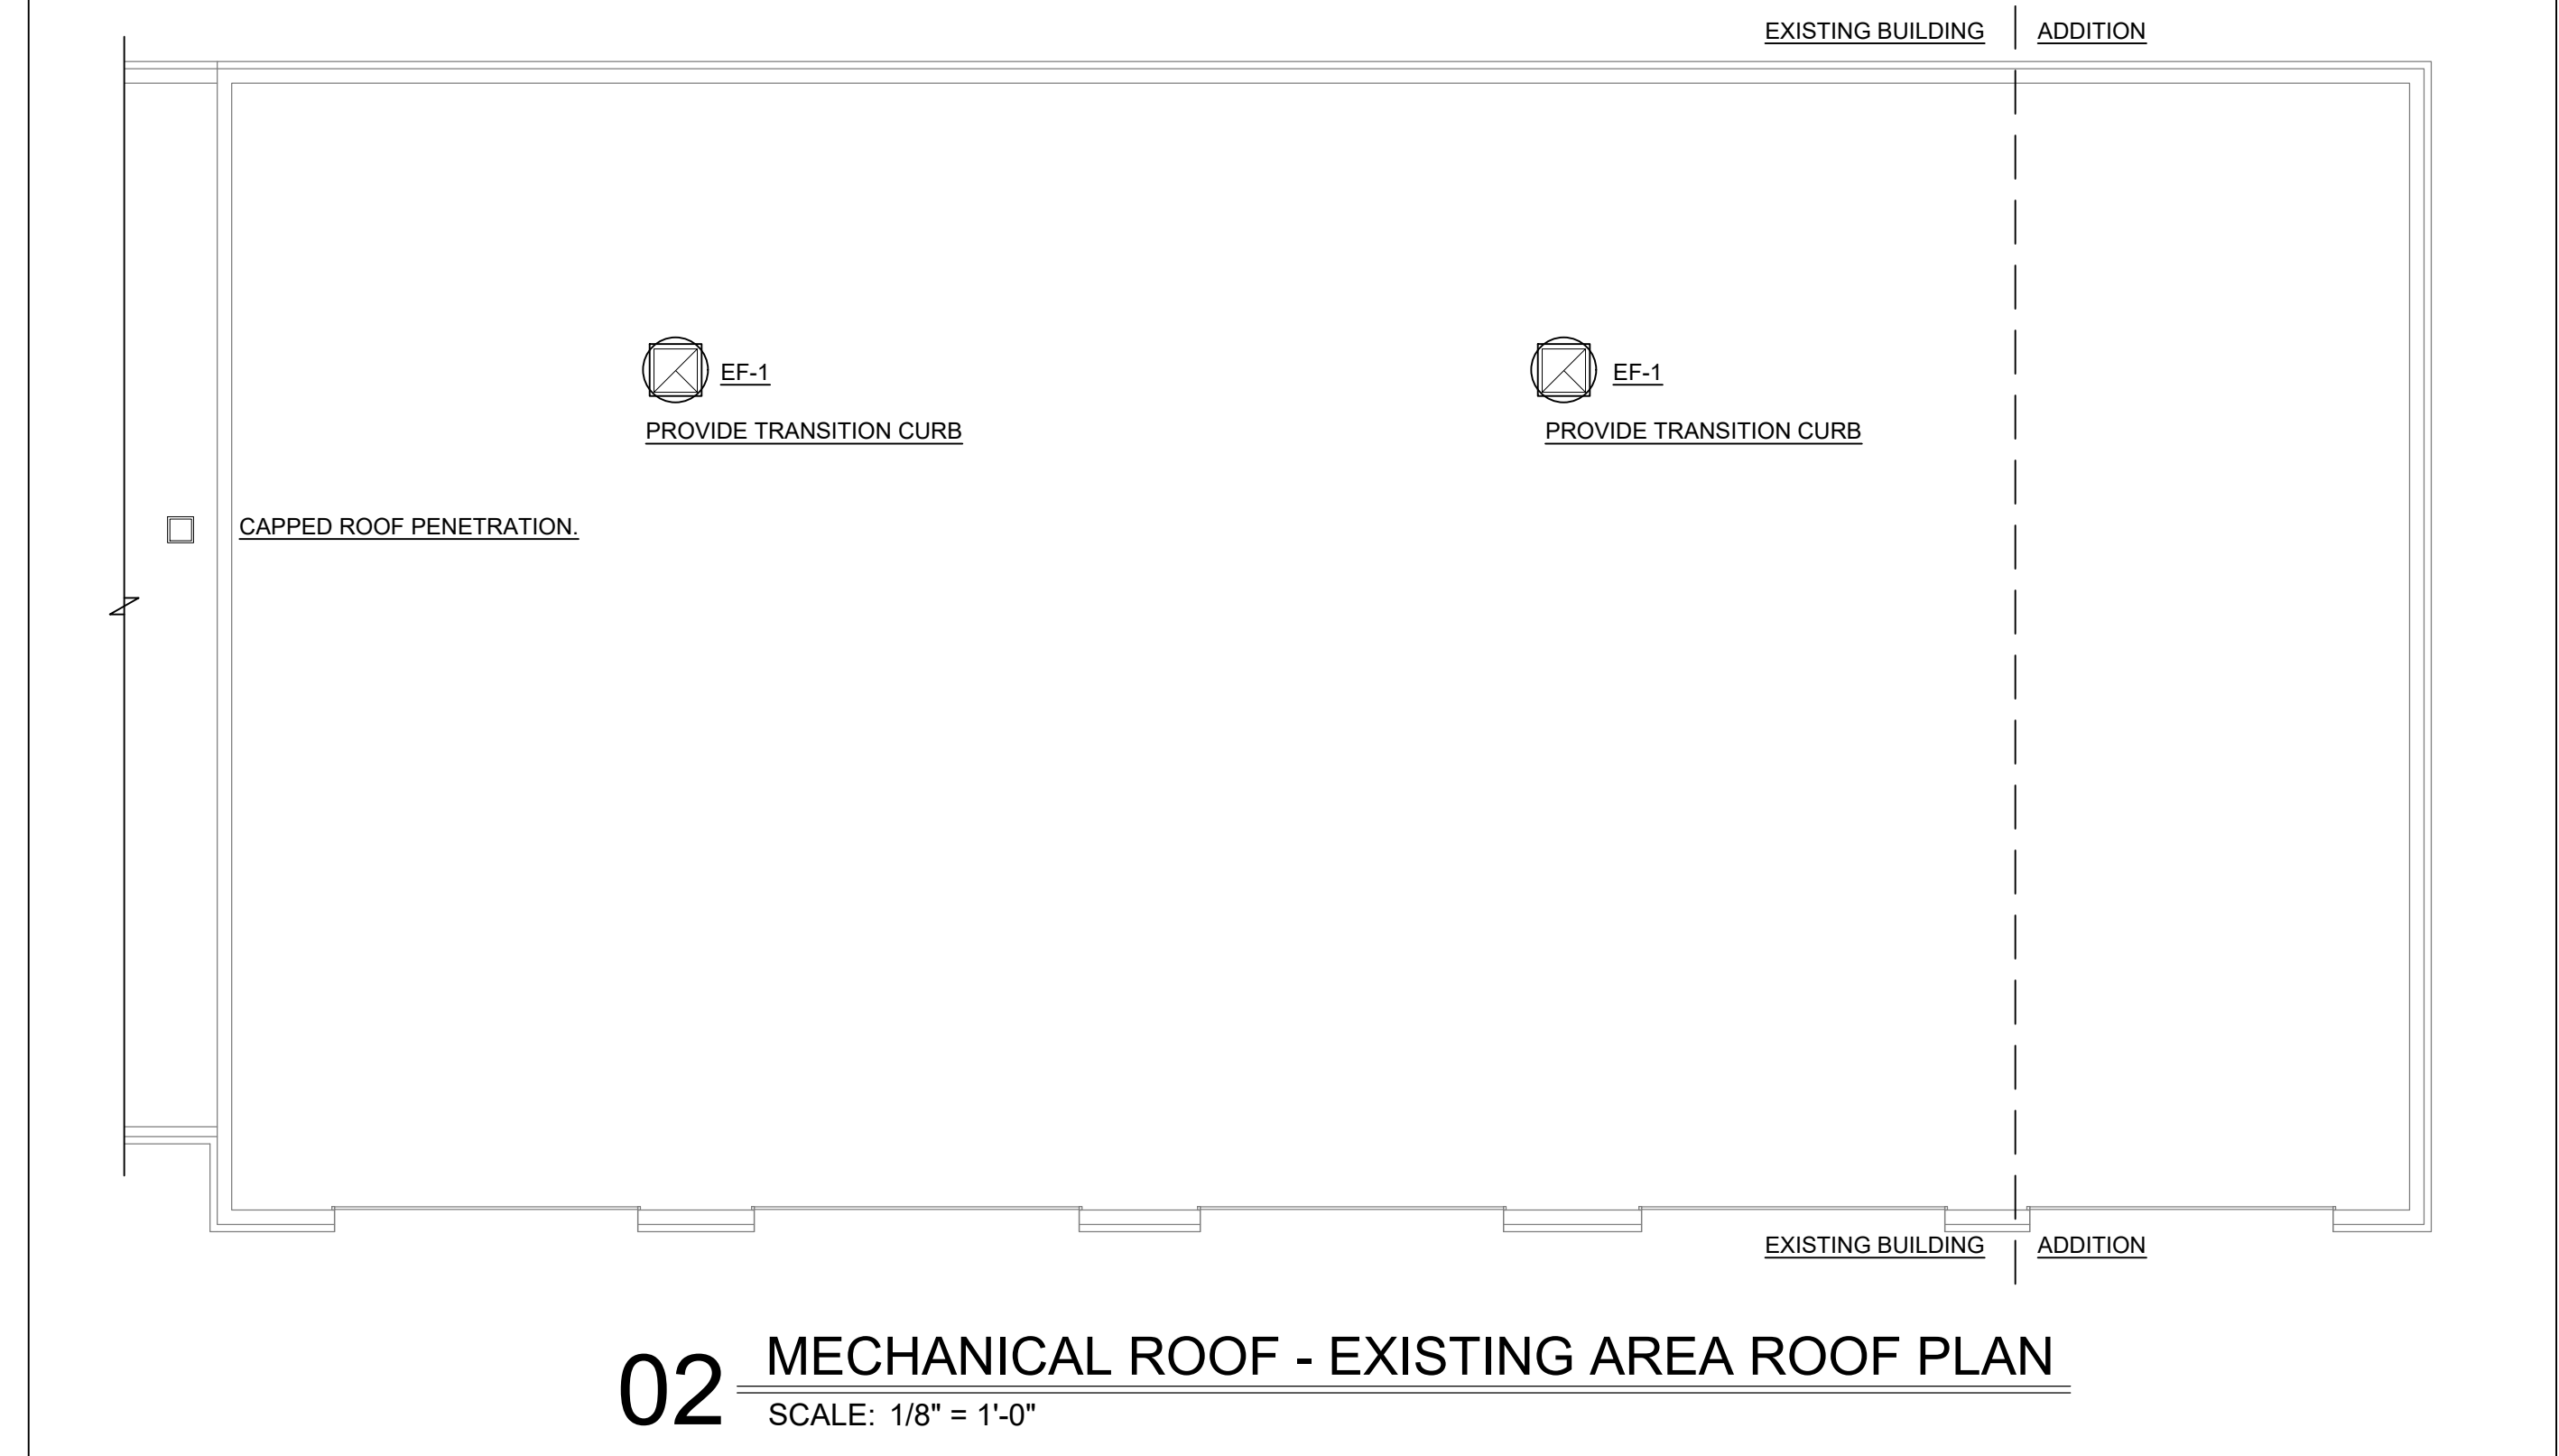 EXISTING BUILDING
ADDITION
EF-1
EF-1
PROVIDE TRANSITION CURB
PROVIDE TRANSITION CURB
CAPPED ROOF PENETRATION.
EXISTING BUILDING
ADDITION
02
MECHANICAL ROOF - EXISTING AREA ROOF PLAN
SCALE: 1/8" = 1'-0"